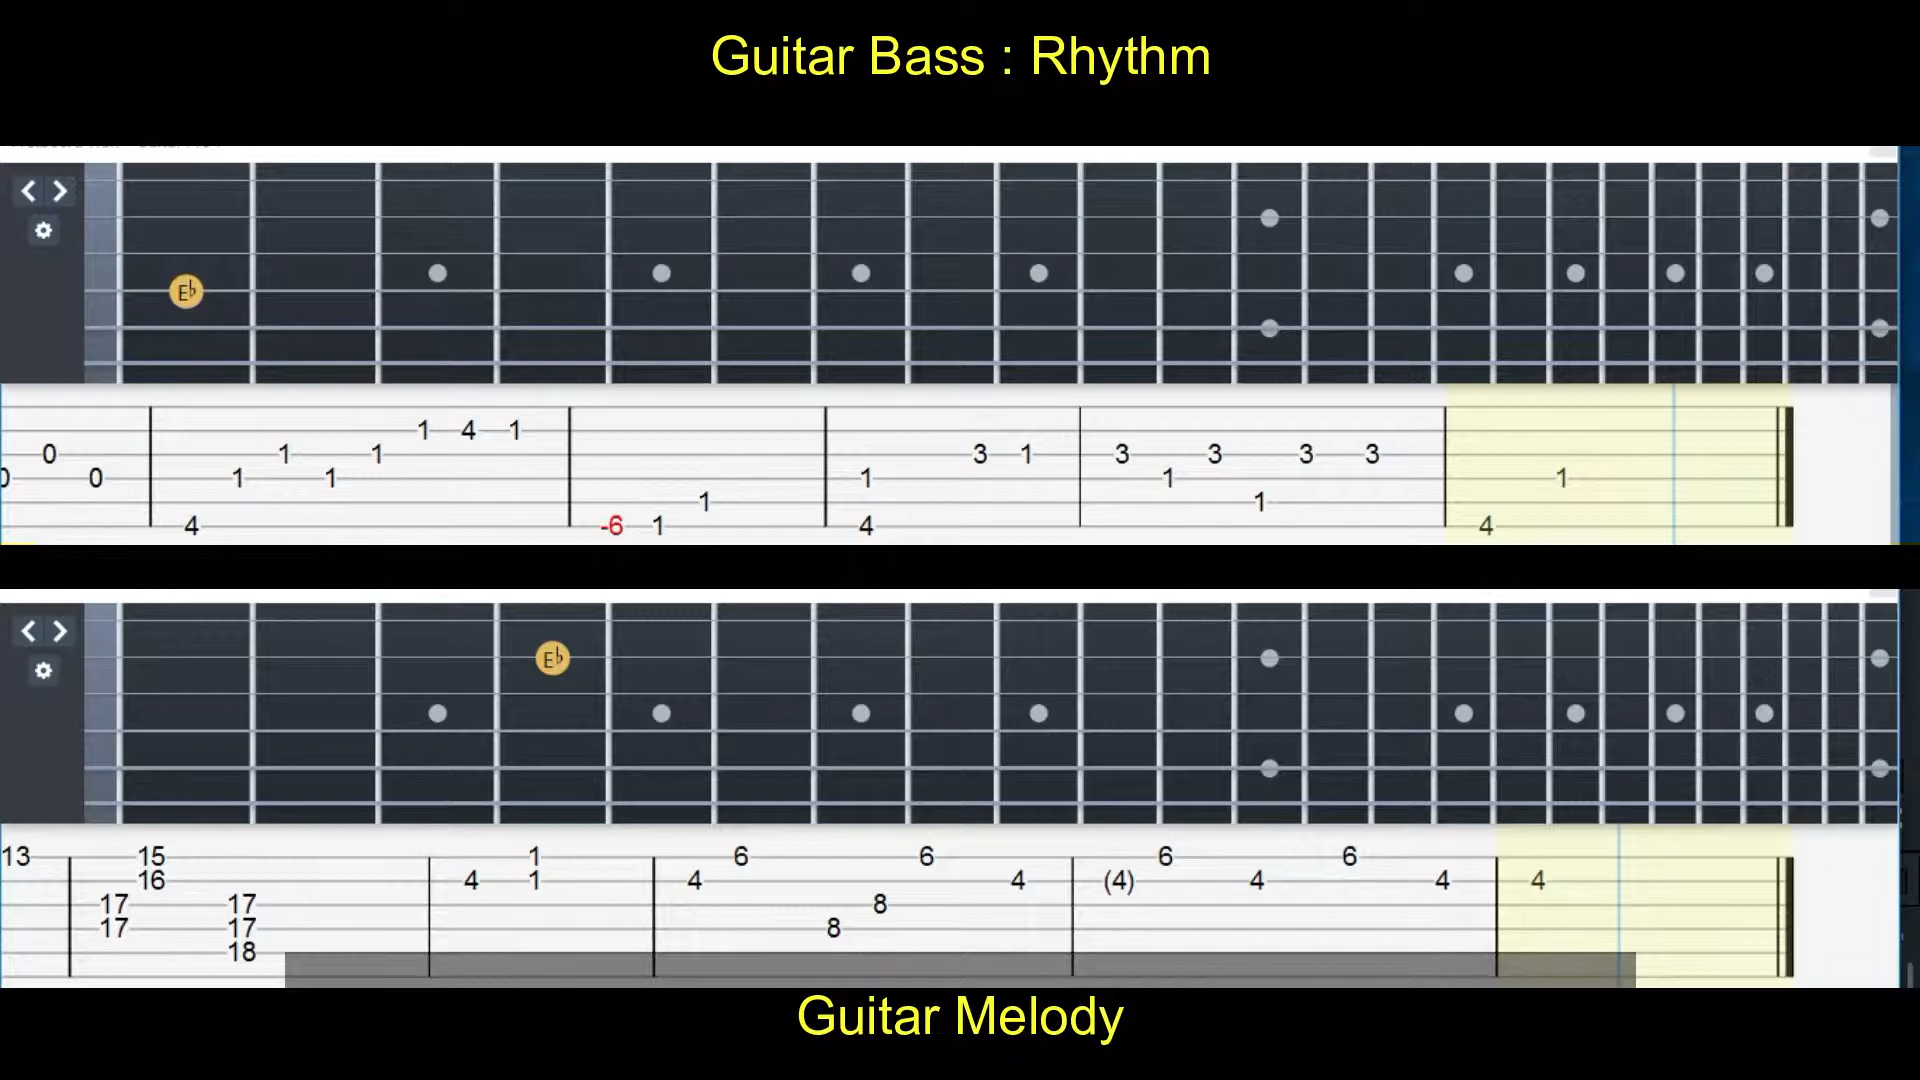 Guitar Bass : Rhythm
E♭
1 4 1
0 1 1 3 1 3 3 3 3
0 0 1 1 1 1 1
1 1
4 -6 1 4 4
E♭
13 15 1 6 6 6 6
16 4 1 4 4 (4) 4 4 4
17 17 8
17 17 8
18
Guitar Melody